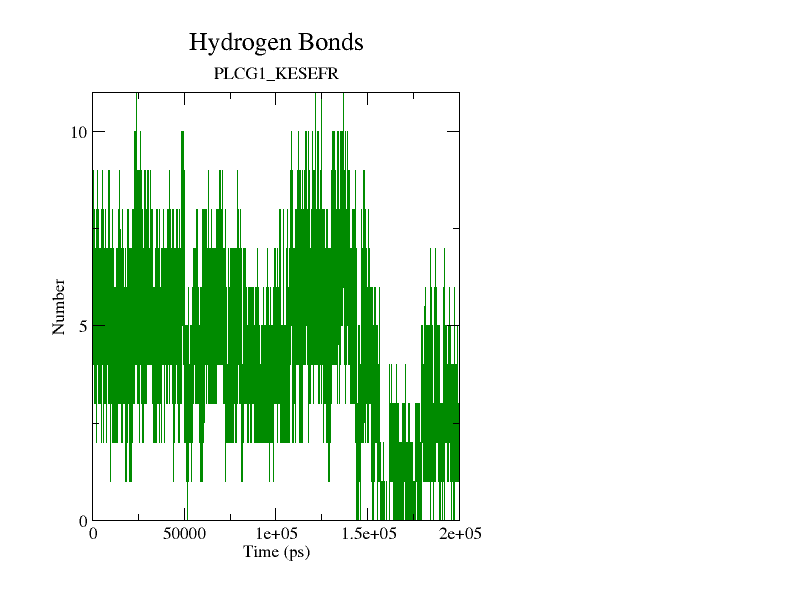 Hydrogen Bonds
PLCG1_KESEFR
10
5
0
Number
0 50000 1e+05 1.5e+05 2e+05
Time (ps)